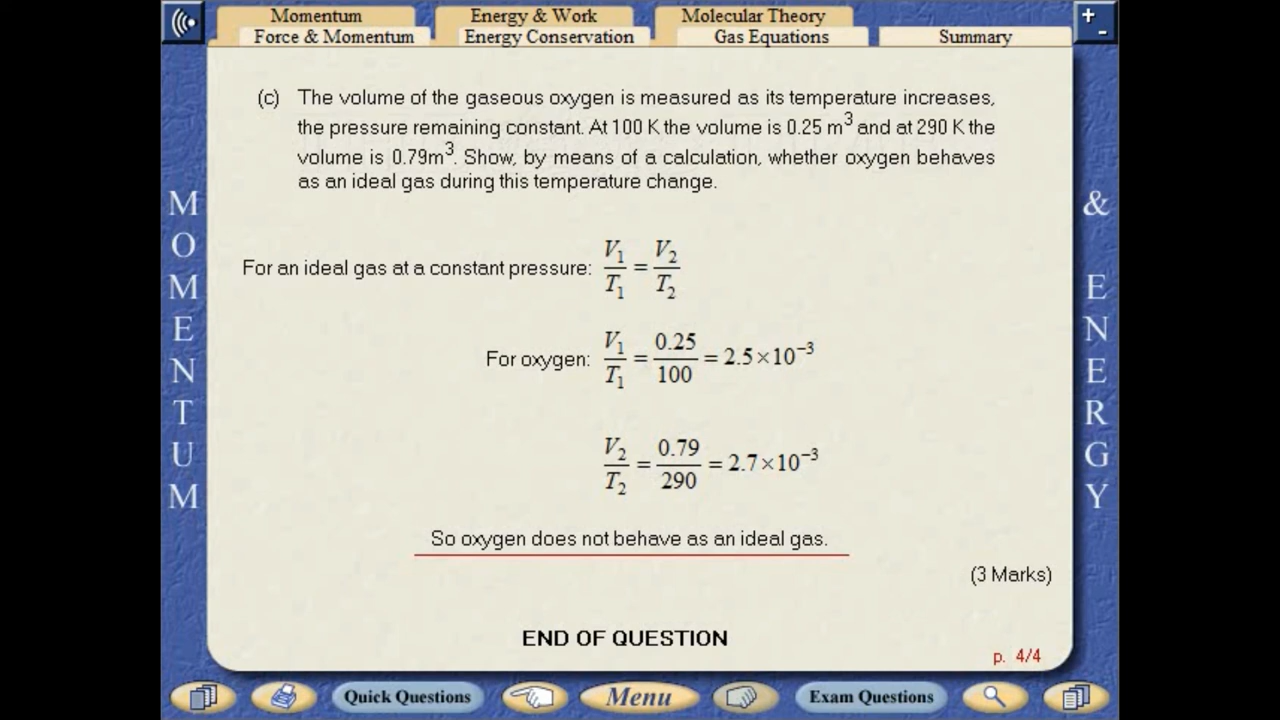 Momentum
Energy & Work
Molecular Theory
+
-
Force & Momentum
Energy Conservation
Gas Equations
Summary
(c) The volume of the gaseous oxygen is measured as its temperature increases,
the pressure remaining constant. At 100 K the volume is 0.25 m³ and at 290 K the
volume is 0.79m³. Show, by means of a calculation, whether oxygen behaves
as an ideal gas during this temperature change.
MOMENTUM
& ENERGY
For an ideal gas at a constant pressure: V₁/T₁ = V₂/T₂
For oxygen: V₁/T₁ = 0.25/100 = 2.5×10⁻³
V₂/T₂ = 0.79/290 = 2.7×10⁻³
So oxygen does not behave as an ideal gas.
(3 Marks)
END OF QUESTION
p. 4/4
Quick Questions
Menu
Exam Questions